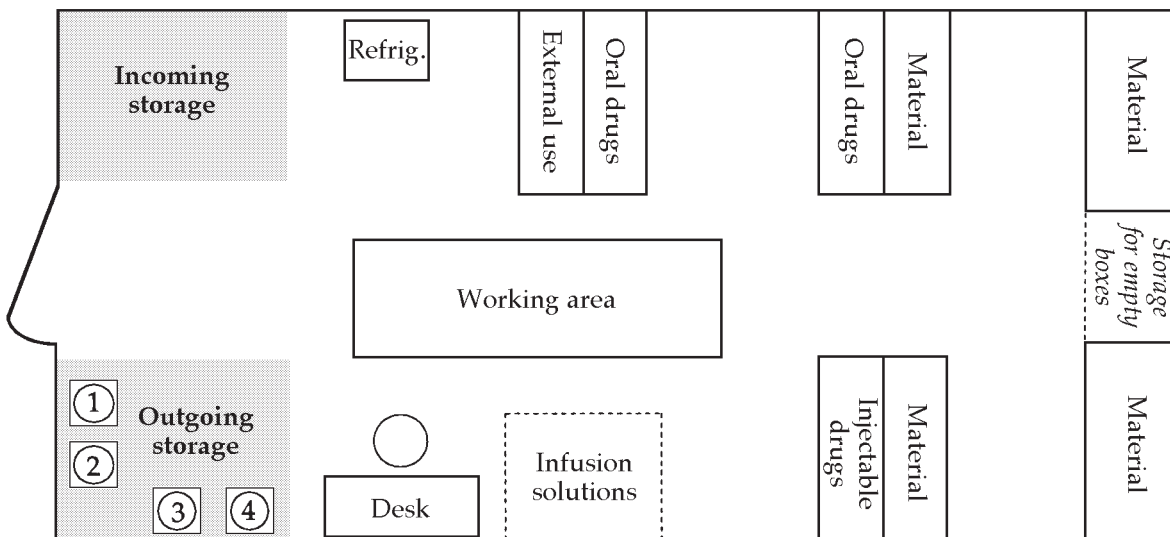 Incoming
storage
Refrig.
External use
Oral drugs
Oral drugs
Material
Material
Storage
for empty
boxes
Working area
1
2
3
4
Outgoing
storage
Desk
Infusion
solutions
Injectable
drugs
Material
Material